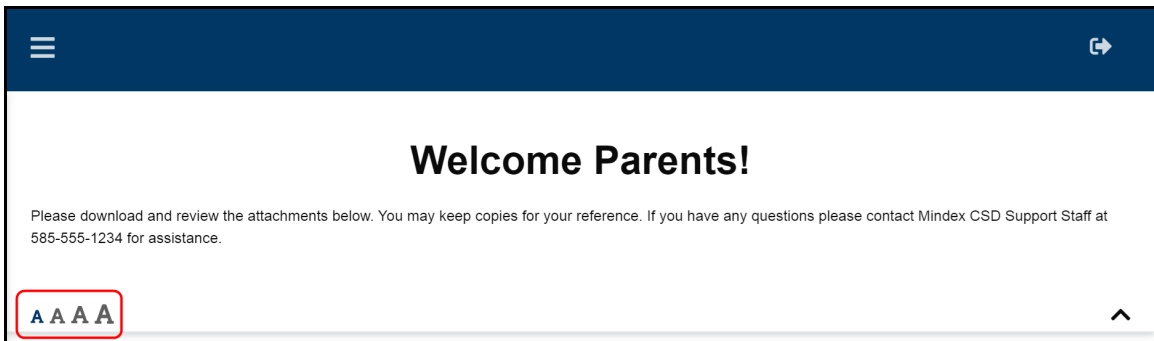 Welcome Parents!
Please download and review the attachments below. You may keep copies for your reference. If you have any questions please contact Mindex CSD Support Staff at
585-555-1234 for assistance.
A A A A